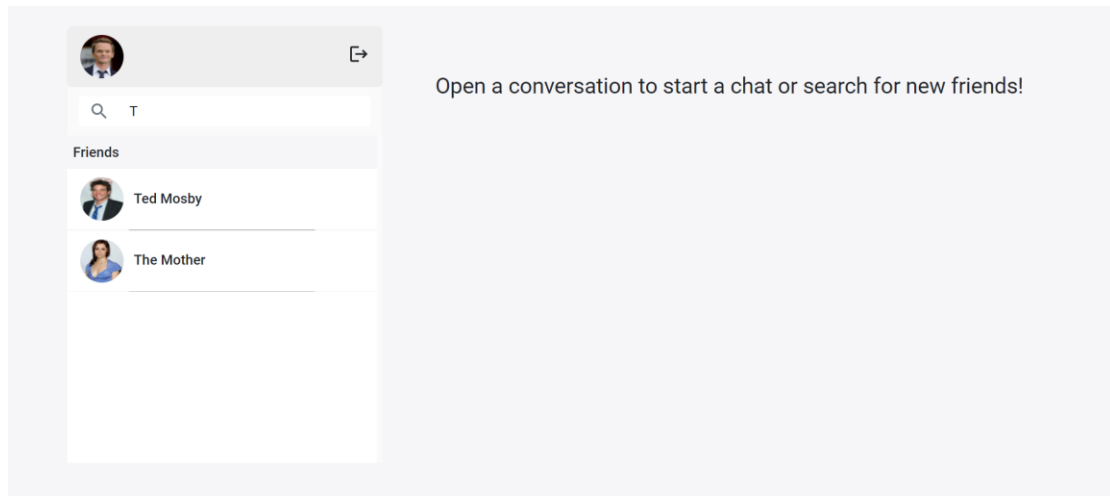 Open a conversation to start a chat or search for new friends!
T
Friends
Ted Mosby
The Mother